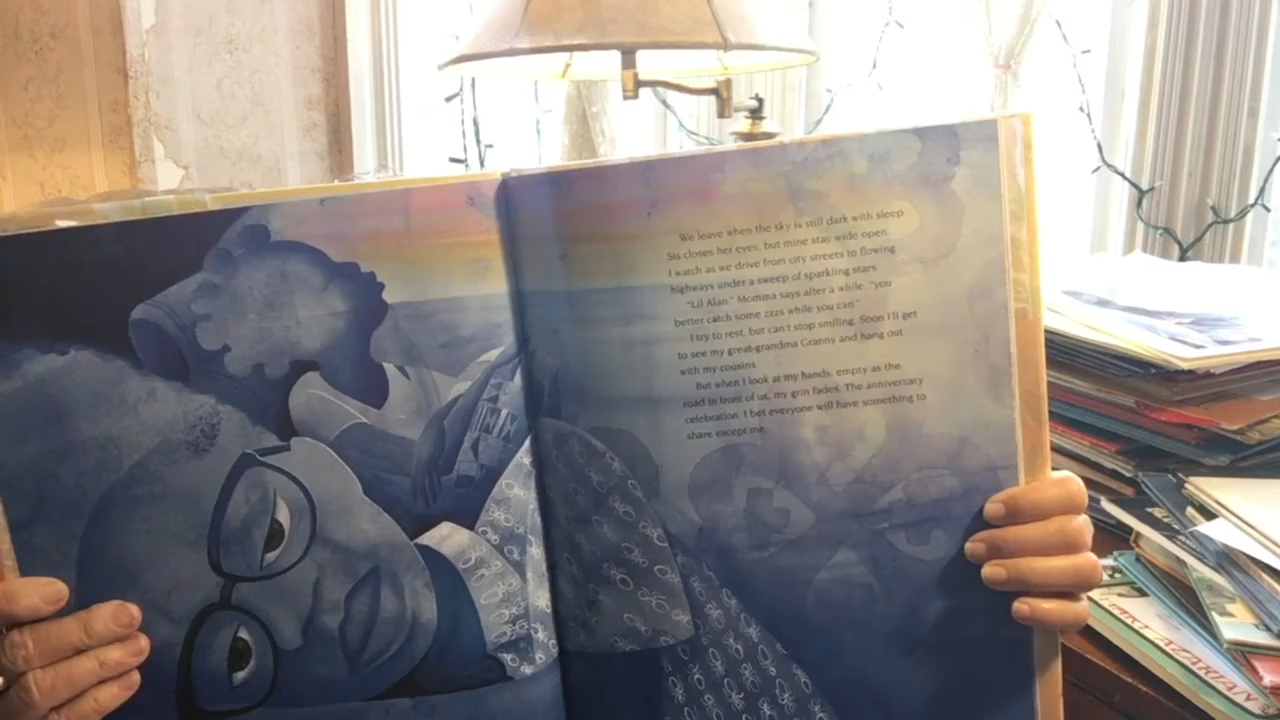 We leave when the sky is still dark with sleep.
Sis closes her eyes, but mine stay wide open.
I watch as we drive from city streets to flowing
highways under a sweep of sparkling stars.
"Lil Alan," Momma says after a while, "you
better catch some zzzs while you can."
I try to rest, but can't stop smiling. Soon I'll get
to see my great-grandma Granny and hang out
with my cousins.
But when I look at my hands, empty as the
road in front of us, my grin fades. The anniversary
celebration. I bet everyone will have something to
share except me.
MARY AZARIAN